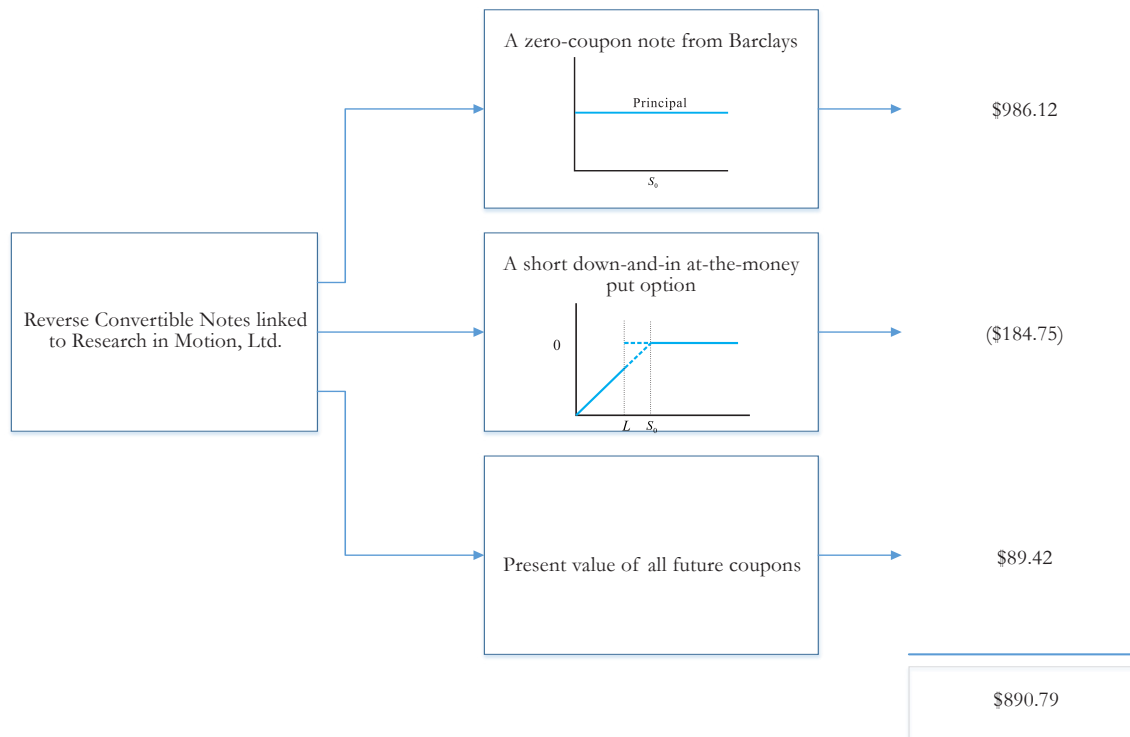 A zero-coupon note from Barclays
Principal
S₀
$986.12
Reverse Convertible Notes linked
to Research in Motion, Ltd.
A short down-and-in at-the-money
put option
0
L S₀
($184.75)
Present value of all future coupons
$89.42
$890.79